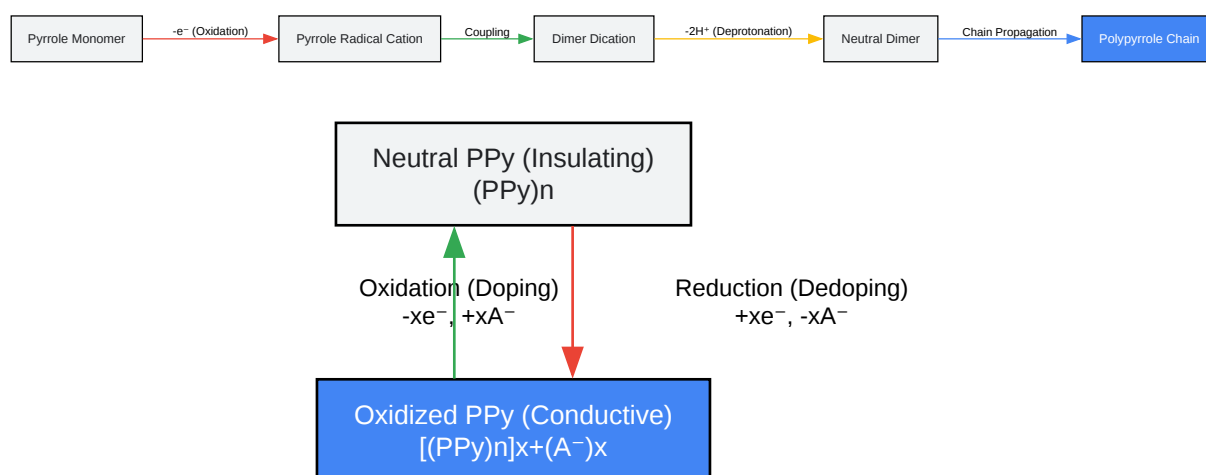 Pyrrole Monomer
-e⁻ (Oxidation)
Pyrrole Radical Cation
Coupling
Dimer Dication
-2H⁺ (Deprotonation)
Neutral Dimer
Chain Propagation
Polypyrrole Chain
Neutral PPy (Insulating)
(PPy)n
Oxidation (Doping)
-xe⁻, +xA⁻
Reduction (Dedoping)
+xe⁻, -xA⁻
Oxidized PPy (Conductive)
[(PPy)n]x+(A⁻)x